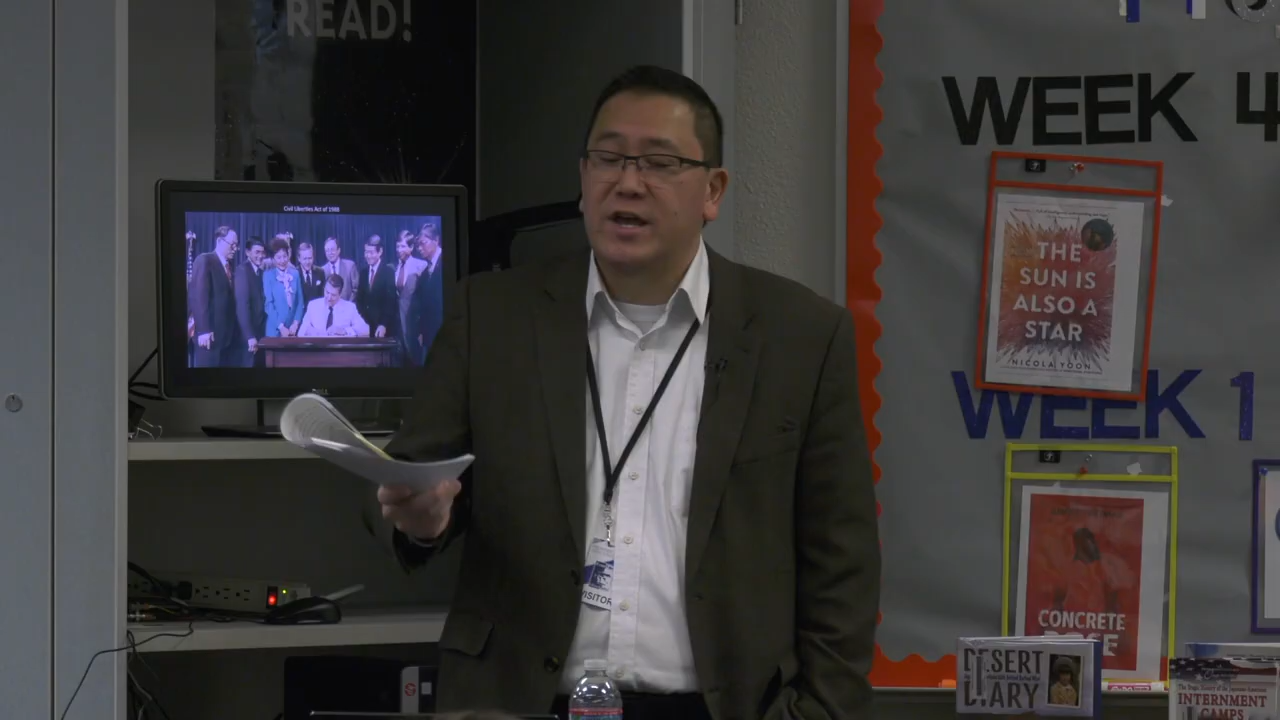 READ!
Civil Liberties Act of 1988
DELL
VISITOR
WEEK 4
THE
SUN IS
ALSO A
STAR
NICOLA YOON
WEEK 1
CONCRETE
DESERT
DIARY
INTERNMENT
CAMPS